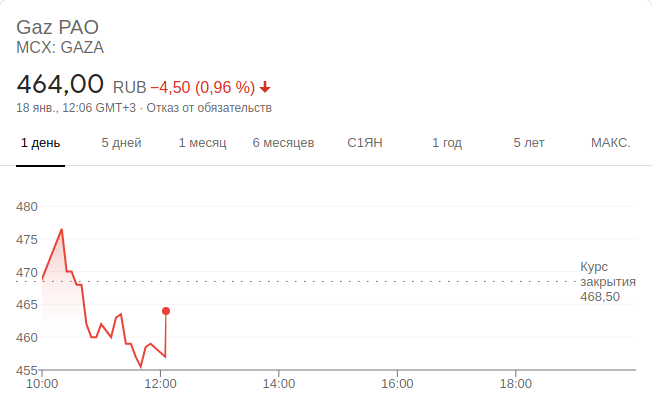 Gaz PAO
MCX: GAZA
464,00 RUB −4,50 (0,96 %)
18 янв., 12:06 GMT+3 · Отказ от обязательств
1 день 5 дней 1 месяц 6 месяцев С1ЯН 1 год 5 лет МАКС.
480
475
470
465
460
455
Курс
закрытия
468,50
10:00 12:00 14:00 16:00 18:00